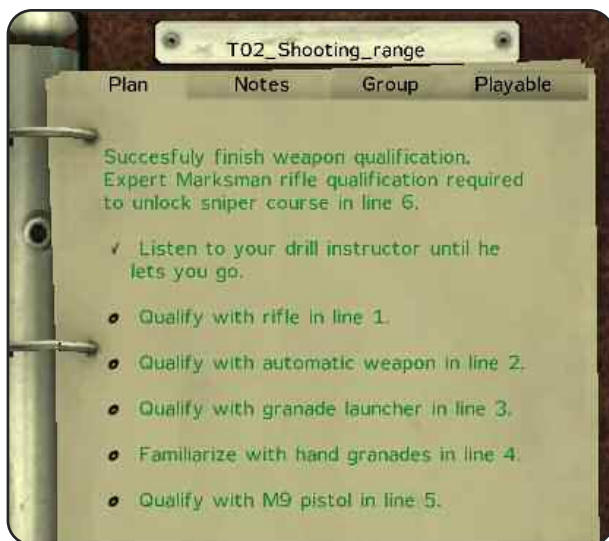 T02_Shooting_range
Plan Notes Group Playable
Succesfuly finish weapon qualification.
Expert Marksman rifle qualification required
to unlock sniper course in line 6.
✓ Listen to your drill instructor until he
lets you go.
Qualify with rifle in line 1.
Qualify with automatic weapon in line 2.
Qualify with granade launcher in line 3.
Familiarize with hand granades in line 4.
Qualify with M9 pistol in line 5.